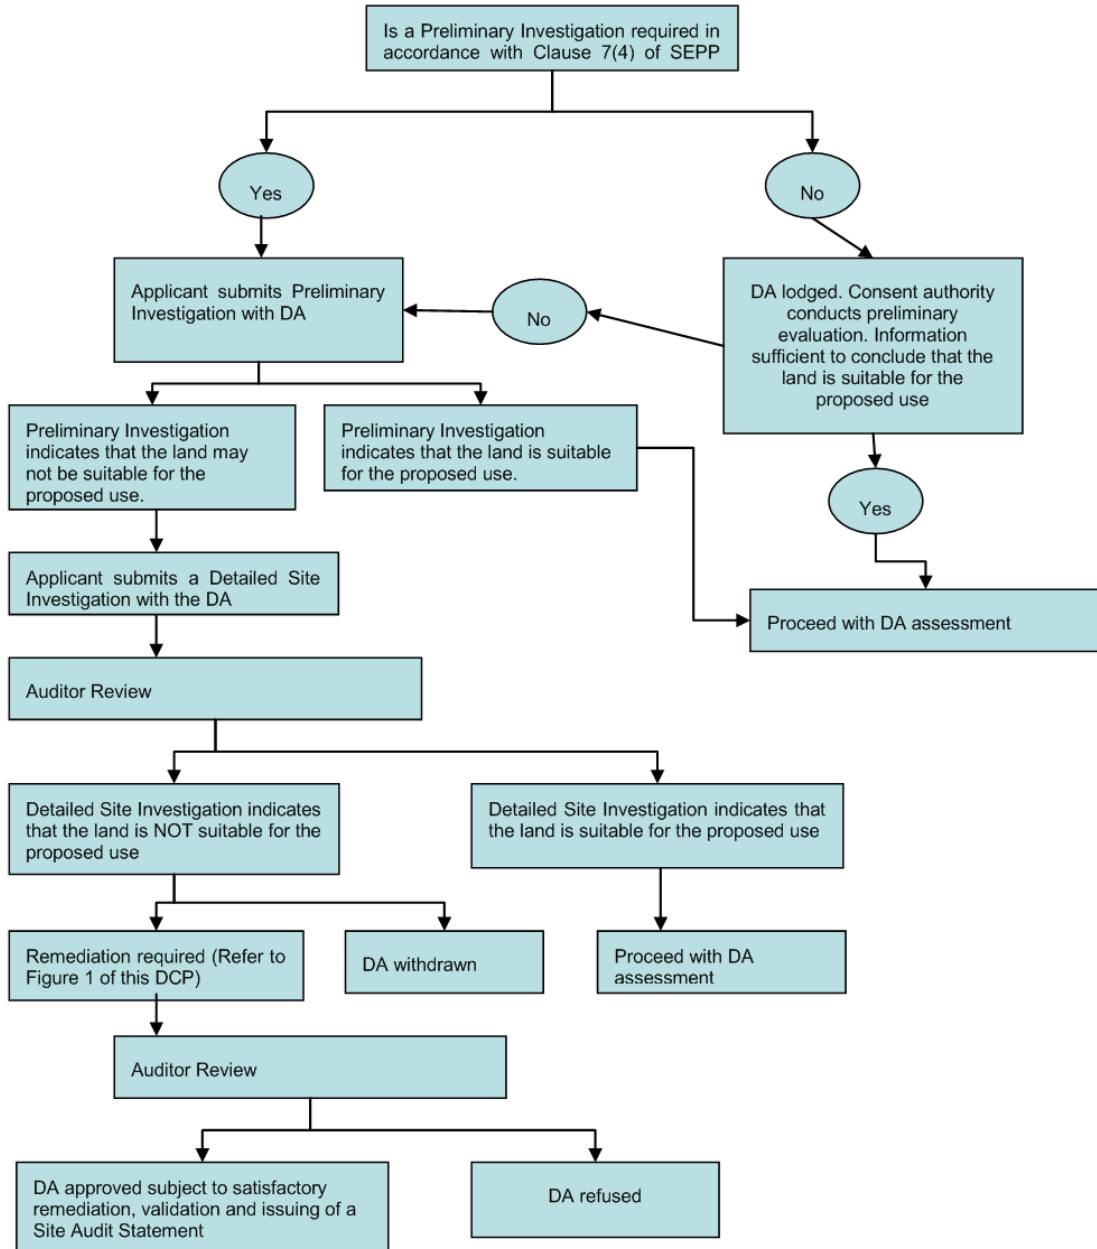 Is a Preliminary Investigation required in
accordance with Clause 7(4) of SEPP
Yes
No
Applicant submits Preliminary
Investigation with DA
No
DA lodged. Consent authority
conducts preliminary
evaluation. Information
sufficient to conclude that the
land is suitable for the
proposed use
Preliminary Investigation
indicates that the land may
not be suitable for the
proposed use.
Preliminary Investigation
indicates that the land is suitable
for the proposed use.
Yes
Applicant submits a Detailed Site
Investigation with the DA
Proceed with DA assessment
Auditor Review
Detailed Site Investigation indicates
that the land is NOT suitable for the
proposed use
Detailed Site Investigation indicates that
the land is suitable for the proposed use
Remediation required (Refer to
Figure 1 of this DCP)
DA withdrawn
Proceed with DA
assessment
Auditor Review
DA approved subject to satisfactory
remediation, validation and issuing of a
Site Audit Statement
DA refused